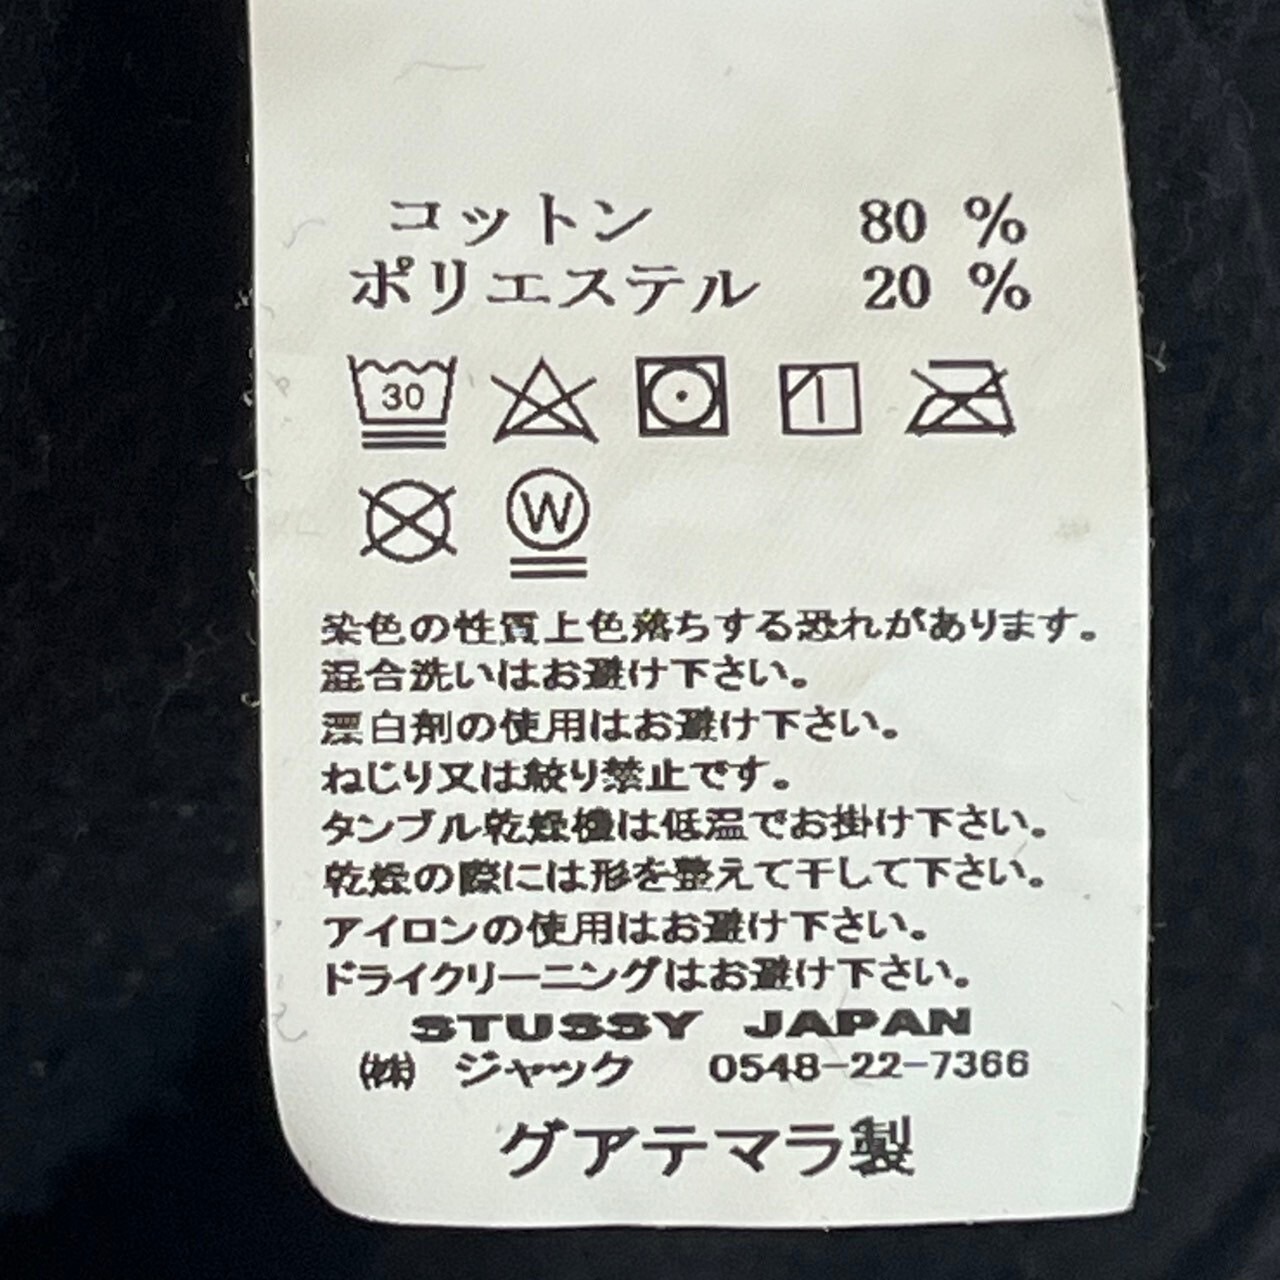 コットン 80 %
ポリエステル 20 %
30
W
染色の性質上色落ちする恐れがあります。
混合洗いはお避け下さい。
漂白剤の使用はお避け下さい。
ねじり又は絞り禁止です。
タンブル乾燥機は低温でお掛け下さい。
乾燥の際には形を整えて干して下さい。
アイロンの使用はお避け下さい。
ドライクリーニングはお避け下さい。
STUSSY JAPAN
㈱ ジャック 0548-22-7366
グアテマラ製